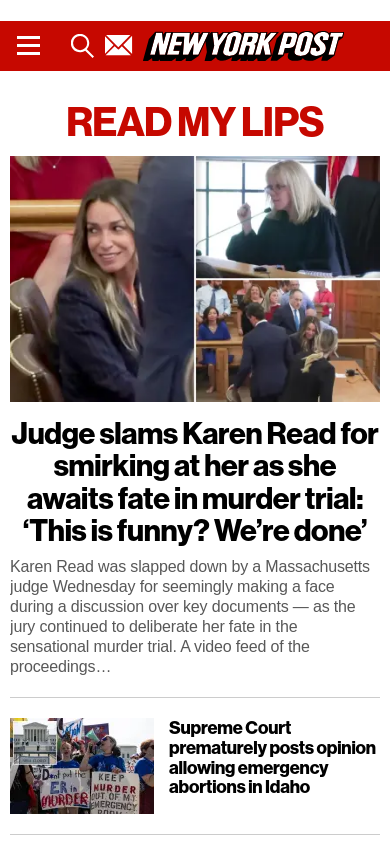 NEW YORK POST
READ MY LIPS
Judge slams Karen Read for
smirking at her as she
awaits fate in murder trial:
‘This is funny? We’re done’
Karen Read was slapped down by a Massachusetts
judge Wednesday for seemingly making a face
during a discussion over key documents — as the
jury continued to deliberate her fate in the
sensational murder trial. A video feed of the
proceedings…
Don't put the
ER in
MURDER
KEEP
MURDER
OUT OF MY
EMERGENCY
ROOM
Supreme Court
prematurely posts opinion
allowing emergency
abortions in Idaho